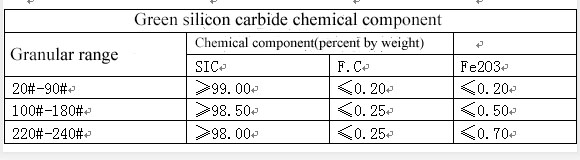 Green silicon carbide chemical component
Granular range
Chemical component(percent by weight)
SIC F.C Fe2O3
20#-90# ≥99.00 ≤0.20 ≤0.20
100#-180# ≥98.50 ≤0.25 ≤0.50
220#-240# ≥98.00 ≤0.25 ≤0.70